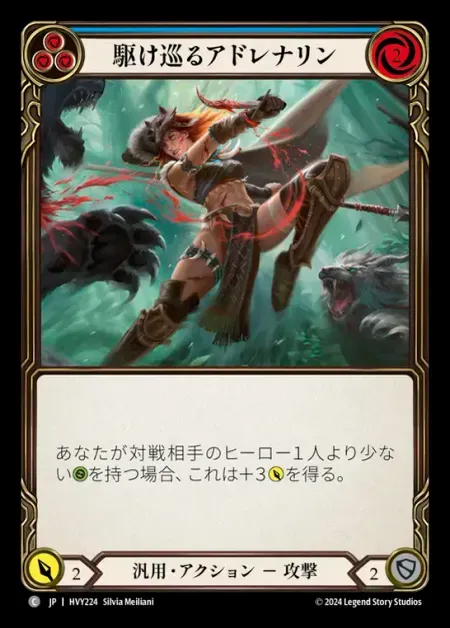 駆け巡るアドレナリン
2
あなたが対戦相手のヒーロー1人より少な
いを持つ場合、これは+3を得る。
2
汎用・アクション － 攻撃
2
C JP | HVY224 Silvia Meiliani
© 2024 Legend Story Studios